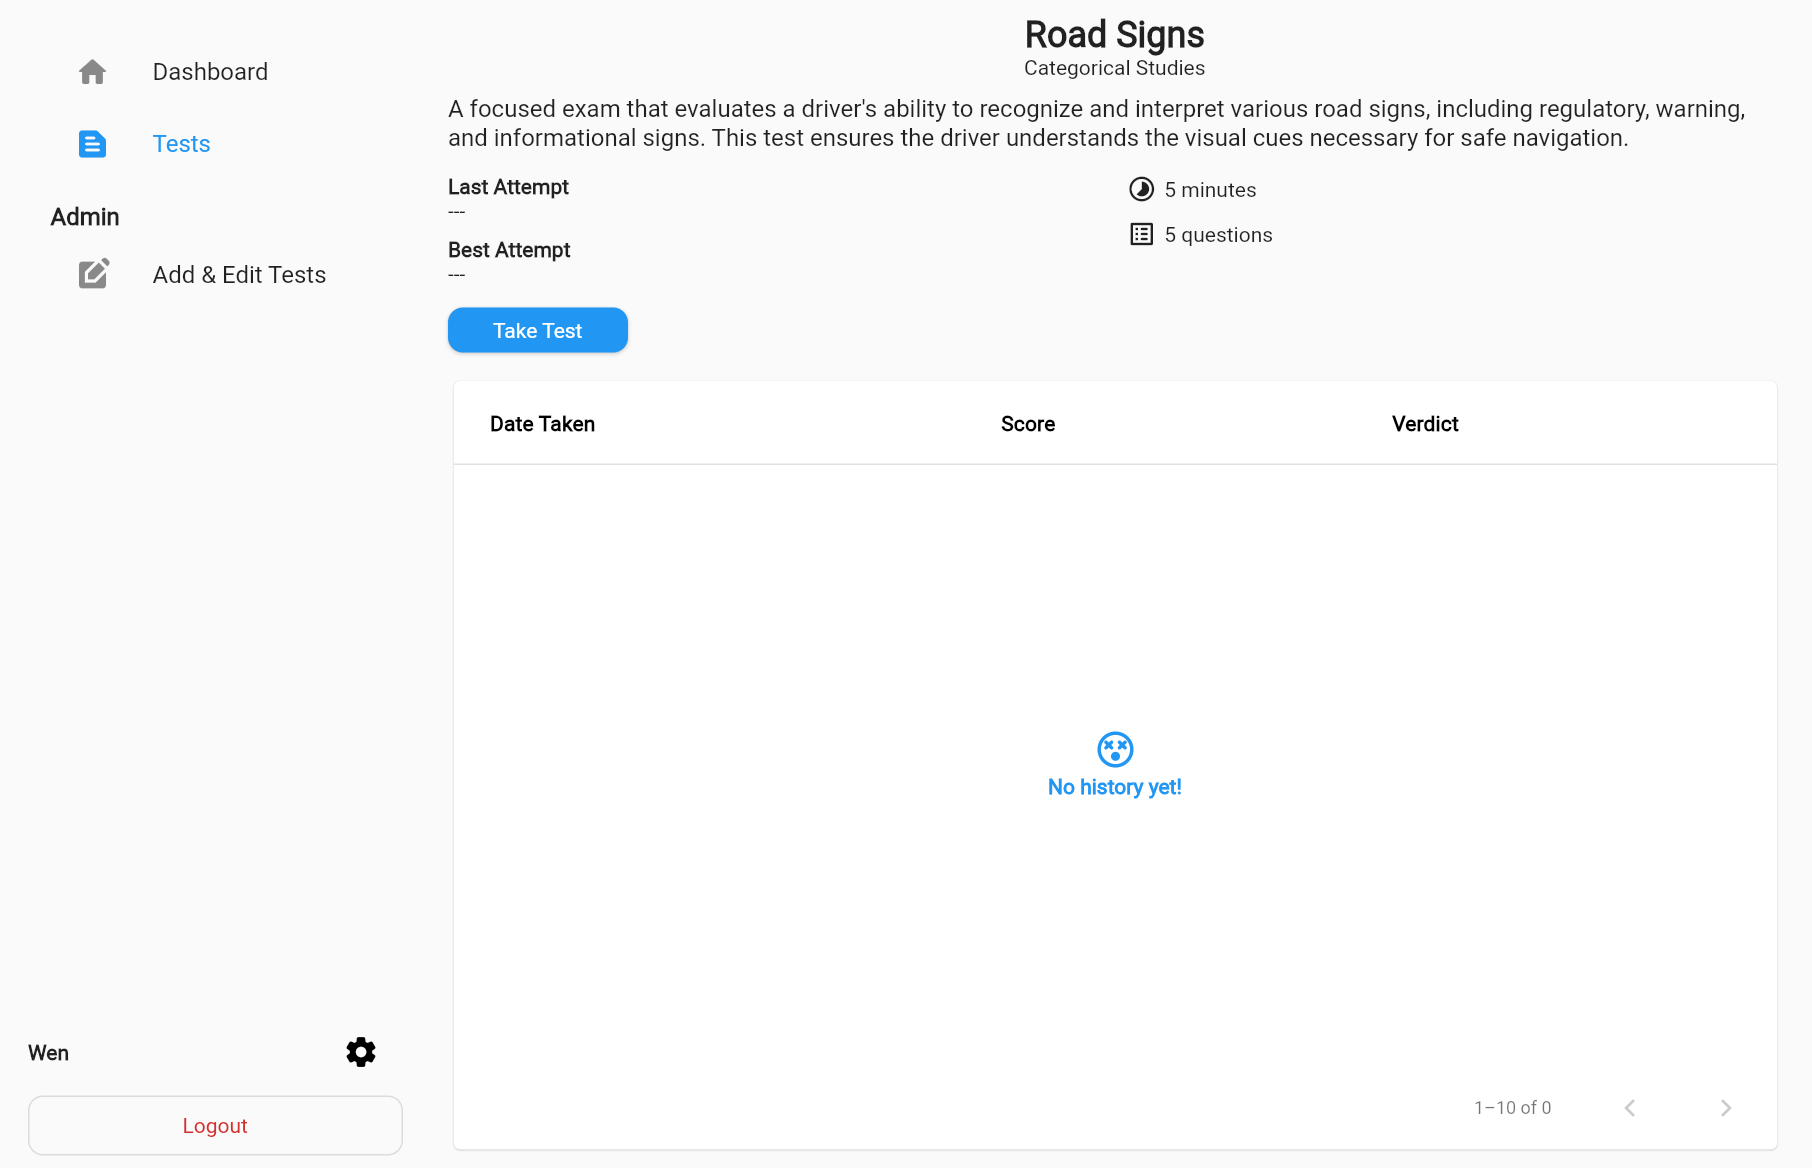 Dashboard
Tests
Admin
Add & Edit Tests
Wen
Logout
Road Signs
Categorical Studies
A focused exam that evaluates a driver's ability to recognize and interpret various road signs, including regulatory, warning,
and informational signs. This test ensures the driver understands the visual cues necessary for safe navigation.
Last Attempt
---
Best Attempt
---
5 minutes
5 questions
Take Test
Date Taken Score Verdict
No history yet!
1–10 of 0